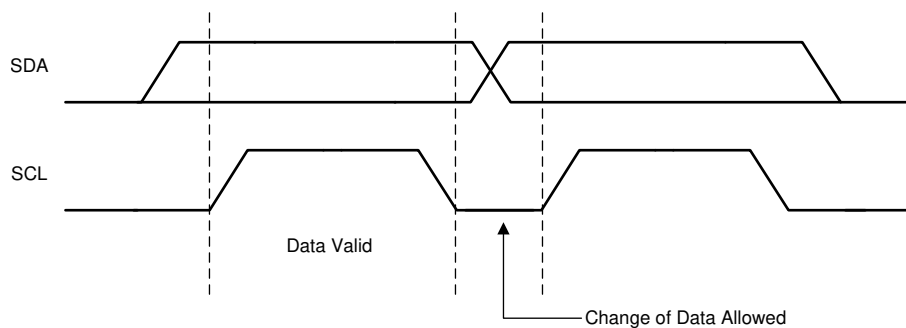 SDA
SCL
Data Valid
Change of Data Allowed